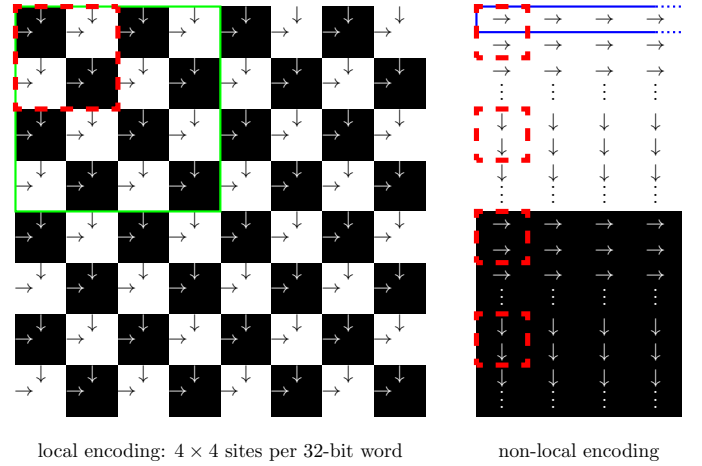 local encoding: 4 × 4 sites per 32-bit word
non-local encoding